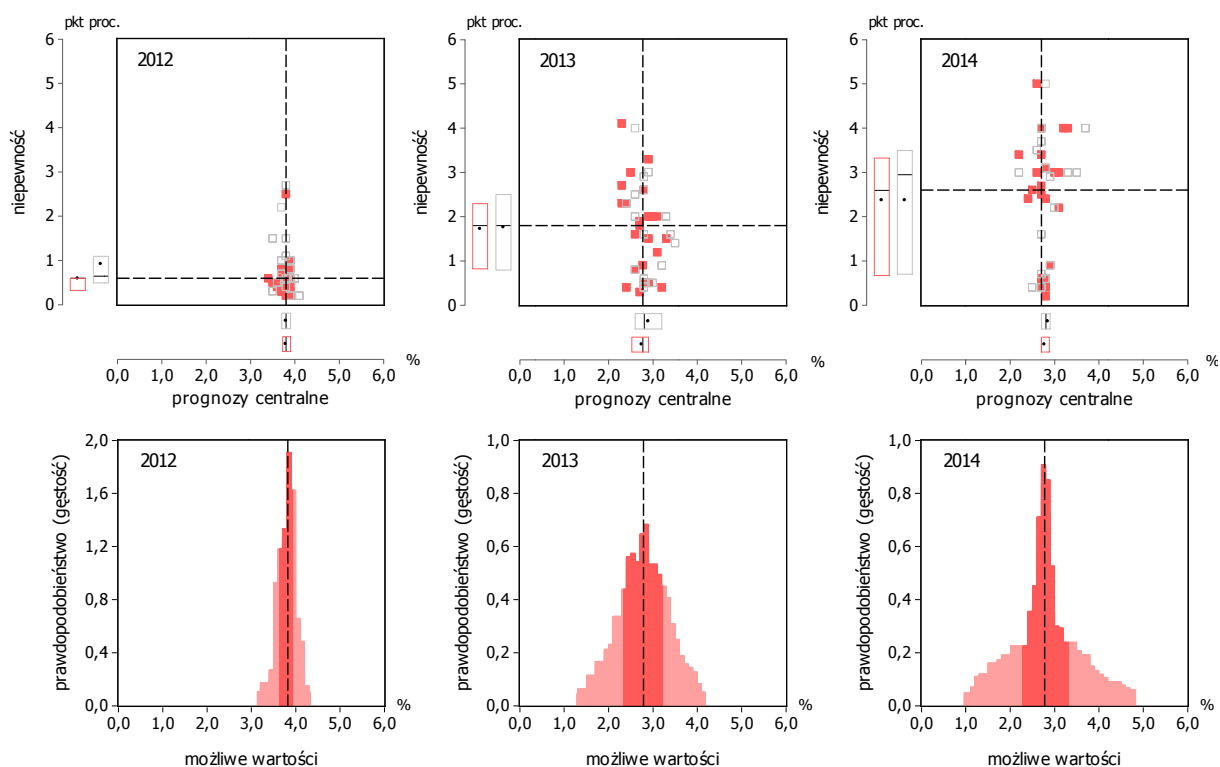 pkt proc. pkt proc. pkt proc.
6 6 6
2012 2013 2014
5 5 5
4 4 4
3 3 3
2 2 2
1 1 1
0 0 0
niepewność niepewność niepewność
% % %
0,0 1,0 2,0 3,0 4,0 5,0 6,0 0,0 1,0 2,0 3,0 4,0 5,0 6,0 0,0 1,0 2,0 3,0 4,0 5,0 6,0
prognozy centralne prognozy centralne prognozy centralne
2,0 1,0 1,0
2012 2013 2014
1,6 0,8 0,8
1,2 0,6 0,6
0,8 0,4 0,4
0,4 0,2 0,2
0,0 0,0 0,0
prawdopodobieństwo (gęstość) prawdopodobieństwo (gęstość) prawdopodobieństwo (gęstość)
% % %
0,0 1,0 2,0 3,0 4,0 5,0 6,0 0,0 1,0 2,0 3,0 4,0 5,0 6,0 0,0 1,0 2,0 3,0 4,0 5,0 6,0
możliwe wartości możliwe wartości możliwe wartości